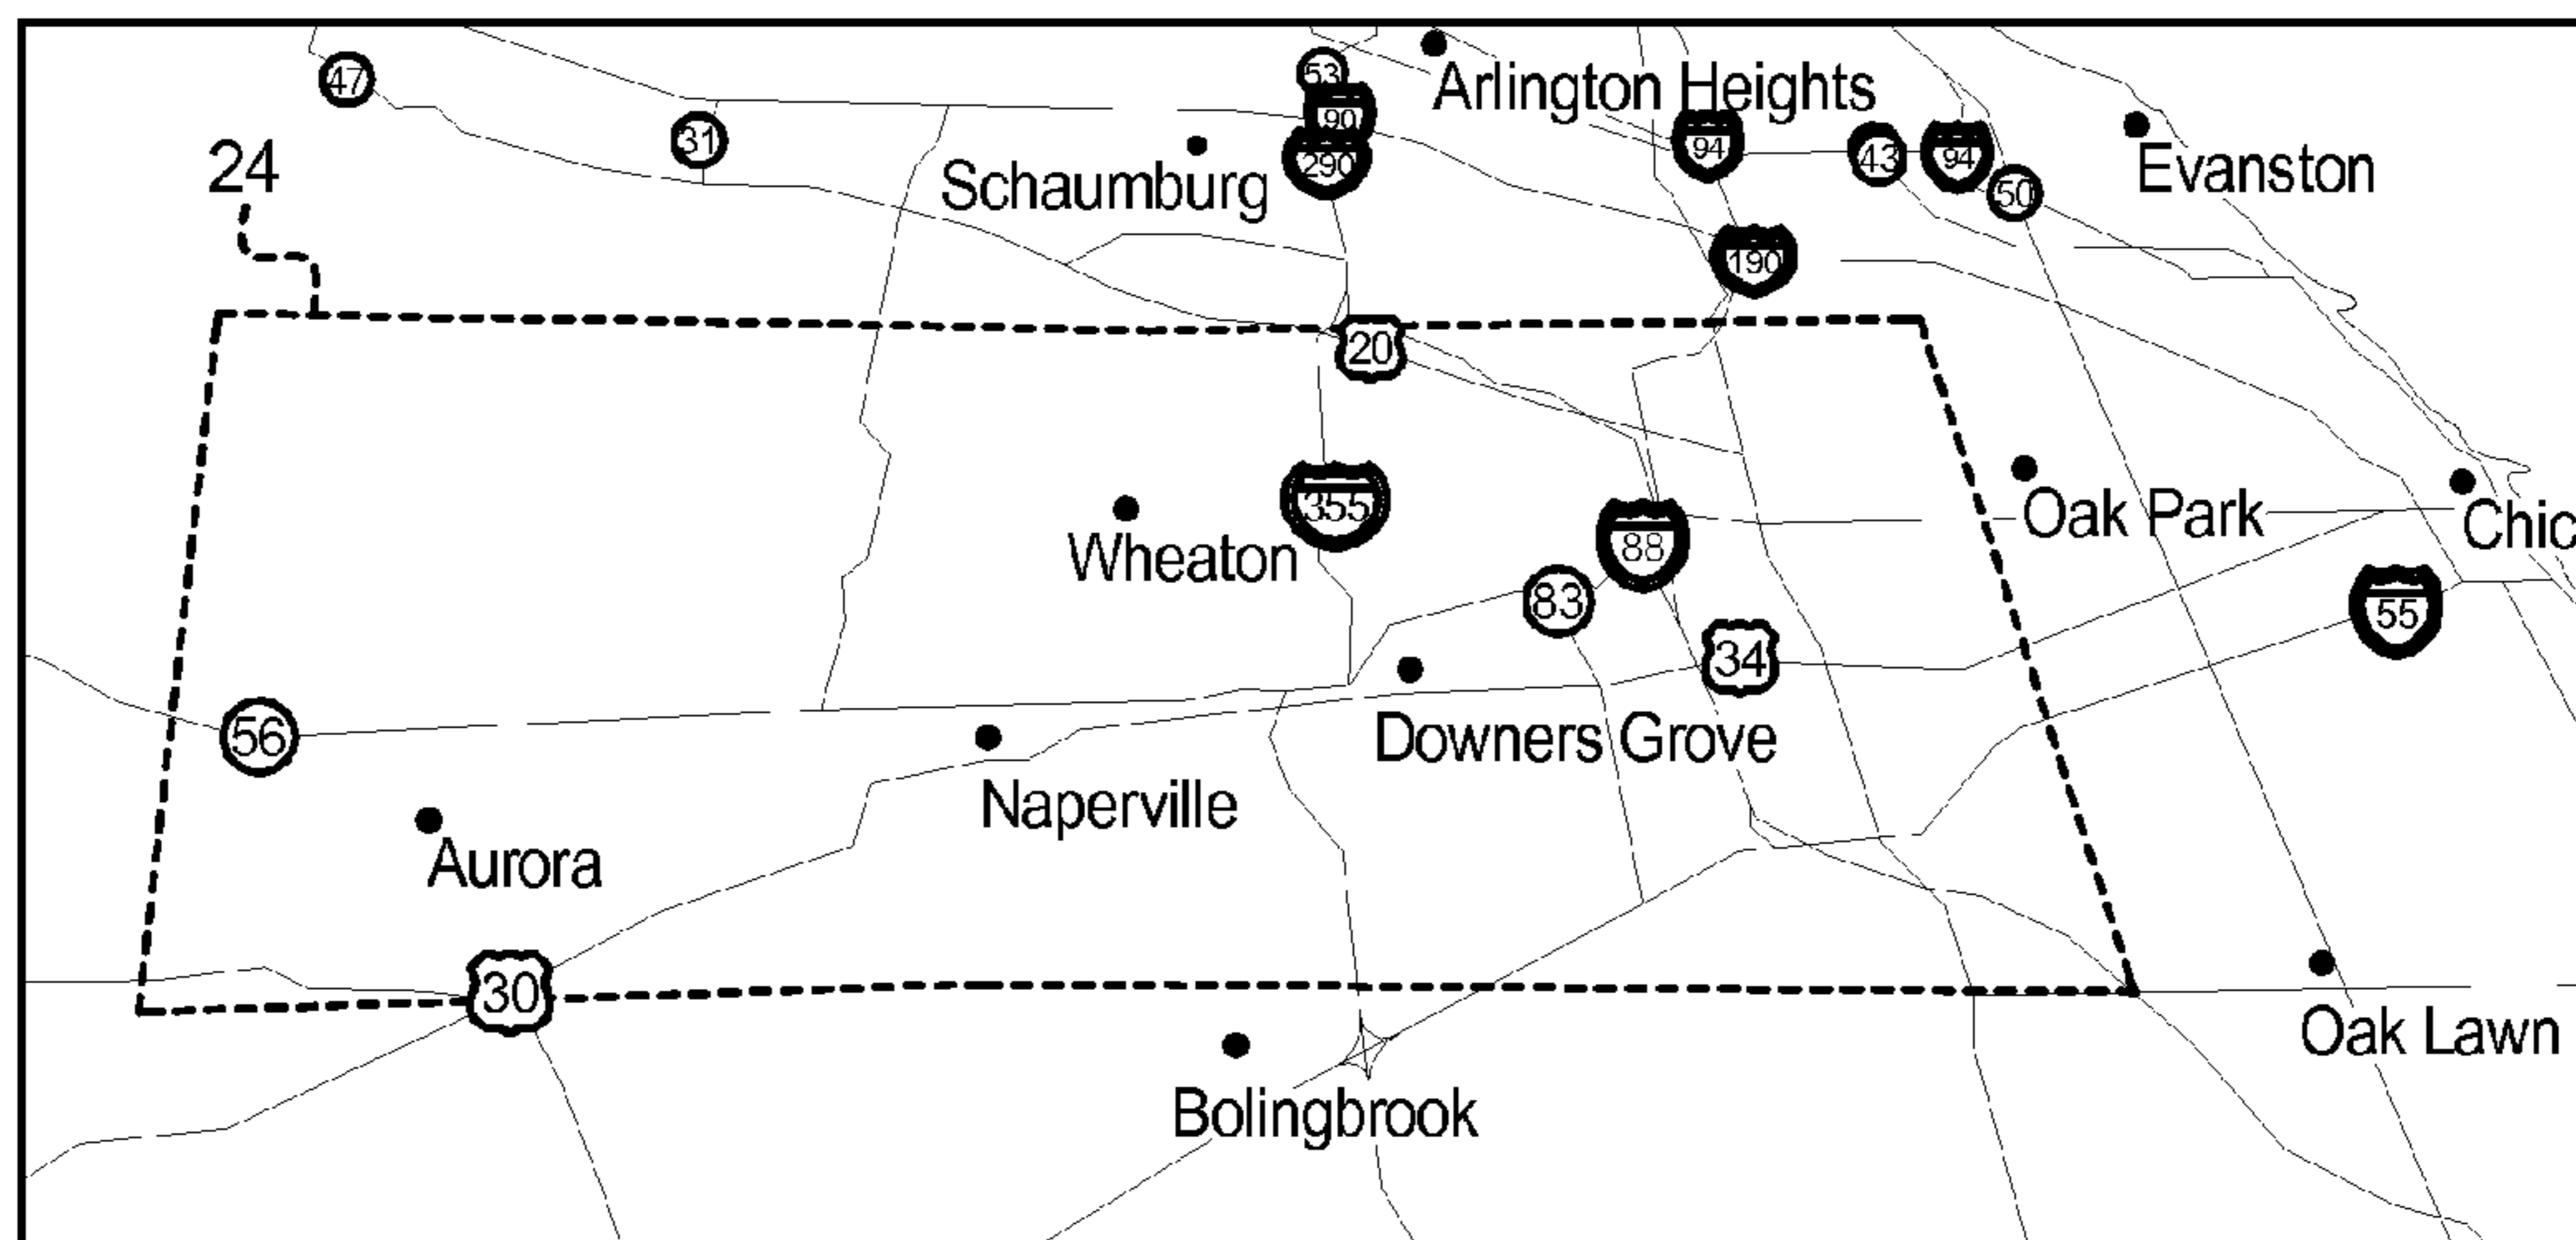 47
53
Arlington Heights
90
31
94
43
94
Evanston
24
Schaumburg
290
50
190
20
355
Oak Park
Chic
Wheaton
88
83
55
34
56
Downers Grove
Naperville
Aurora
30
Oak Lawn
Bolingbrook